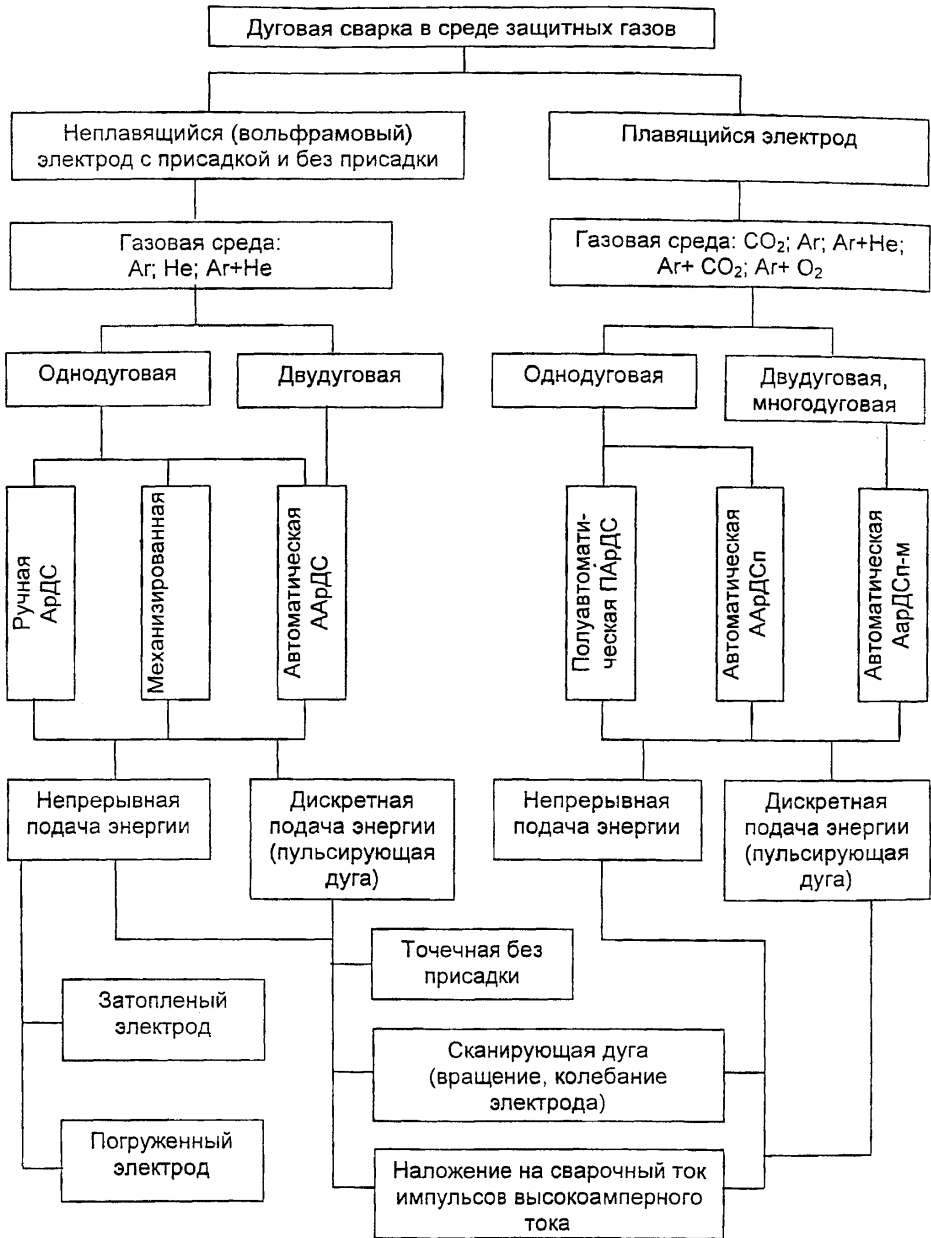 Дуговая сварка в среде защитных газов
Неплавящийся (вольфрамовый)
электрод с присадкой и без присадки
Плавящийся электрод
Газовая среда:
Ar; He; Ar+He
Газовая среда: CO₂; Ar; Ar+He;
Ar+ CO₂; Ar+ O₂
Однодуговая
Двудуговая
Однодуговая
Двудуговая,
многодуговая
Ручная
АрДС
Механизированная
Автоматическая
ААрДС
Полуавтомати-
ческая ПАрДС
Автоматическая
ААрДСп
Автоматическая
АарДСп-м
Непрерывная
подача энергии
Дискретная
подача энергии
(пульсирующая
дуга)
Непрерывная
подача энергии
Дискретная
подача энергии
(пульсирующая
дуга)
Точечная без
присадки
Затопленый
электрод
Сканирующая дуга
(вращение, колебание
электрода)
Погруженный
электрод
Наложение на сварочный ток
импульсов высокоамперного
тока